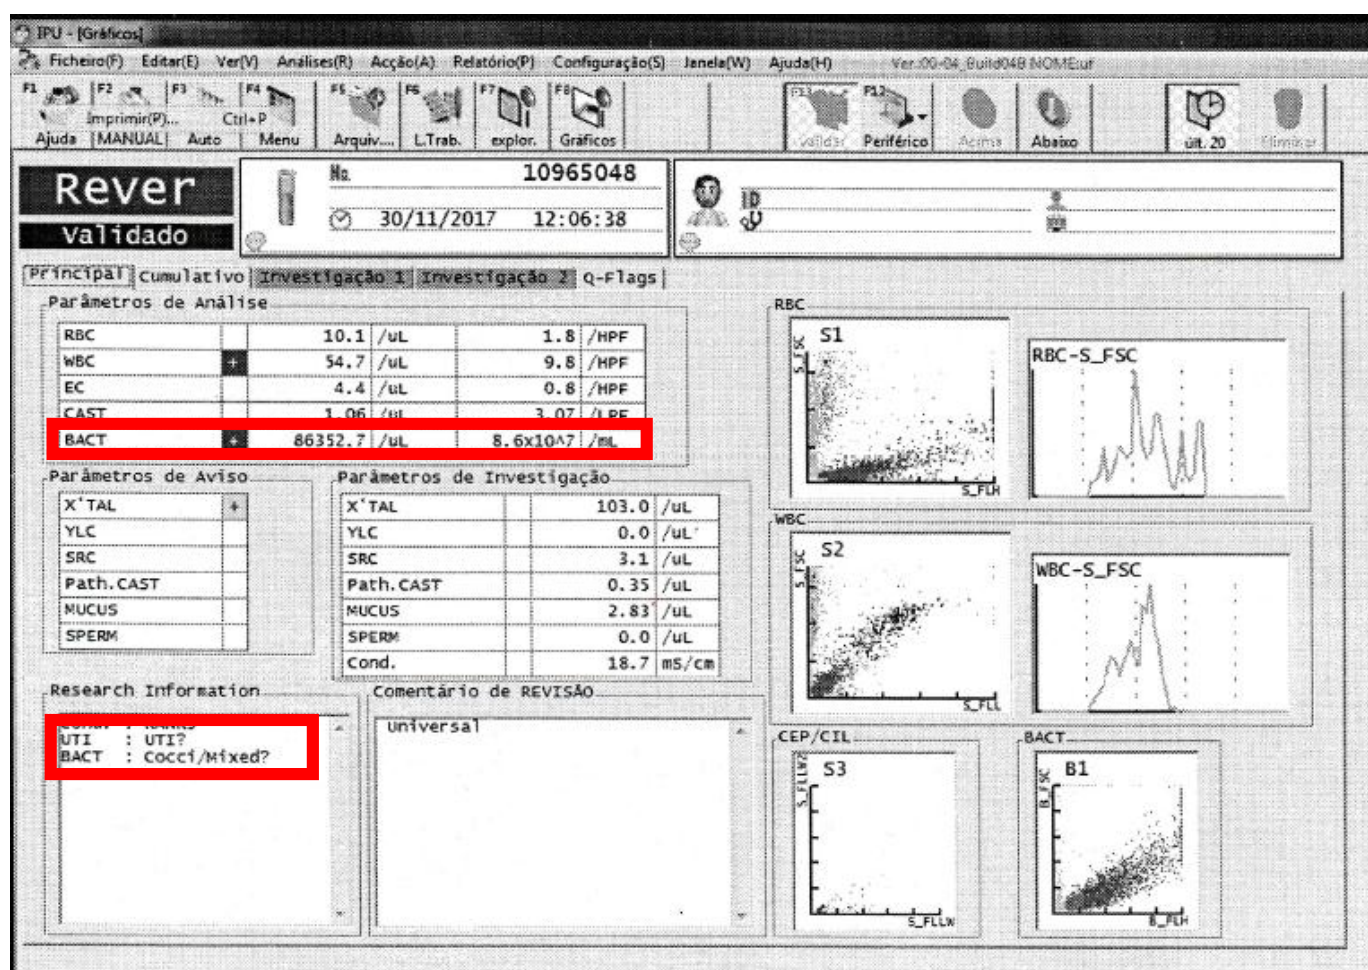 IPU - [Gráficos]
Ficheiro(F) Editar(E) Ver(V) Análises(R) Acção(A) Relatório(P) Configuração(S) Janela(W) Ajuda(H)
F1 F2 F3 F4 F5 F6 F7 F8 F12
Imprimir(P)... Ctrl+P
Ajuda MANUAL Auto Menu Arquiv.... L.Trab. explor. Gráficos Validar Periférico Acima Abaixo últ. 20 Eliminar
Rever
Validado
No. 10965048
30/11/2017 12:06:38
ID
Principal Cumulativo Investigação 1 Investigação 2 Q-Flags
Parâmetros de Análise
RBC 10.1 /uL 1.8 /HPF
WBC + 54.7 /uL 9.8 /HPF
EC 4.4 /uL 0.8 /HPF
CAST 1.06 /uL 3.07 /LPF
BACT + 86352.7 /uL 8.6x10^7 /mL
Parâmetros de Aviso
X'TAL +
YLC
SRC
Path.CAST
MUCUS
SPERM
Parâmetros de Investigação
X'TAL 103.0 /uL
YLC 0.0 /uL
SRC 3.1 /uL
Path.CAST 0.35 /uL
MUCUS 2.83 /uL
SPERM 0.0 /uL
Cond. 18.7 mS/cm
Research Information
UTI : UTI?
BACT : Cocci/Mixed?
Comentário de REVISÃO
Universal
RBC
S1
S_FSC
S_FLH
RBC-S_FSC
WBC
S2
S_FSC
S_FLL
WBC-S_FSC
CEP/CIL
S3
S_FLLW2
S_FLLW
BACT
B1
B_FSC
B_FLH